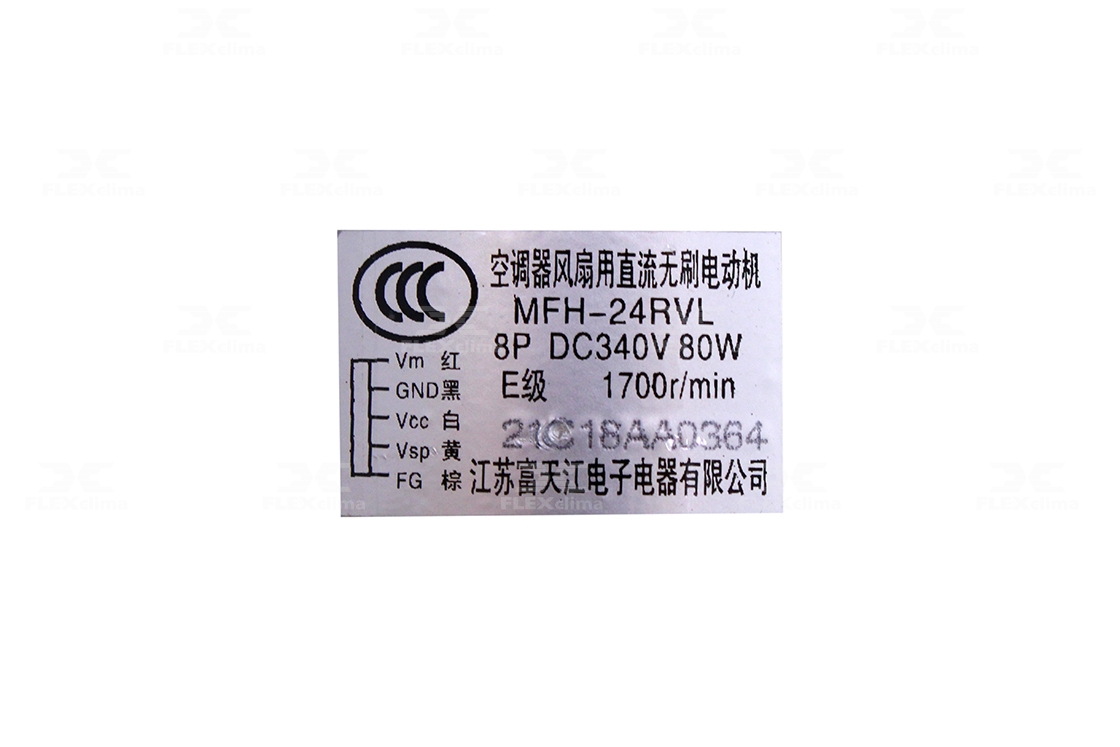 空调器风扇用直流无刷电动机
MFH-24RVL
8P DC340V 80W
E级 1700r/min
Vm 红
GND 黑
Vcc 白
Vsp 黄
FG 棕
21C18AA0364
江苏富天江电子电器有限公司
FLEXclima